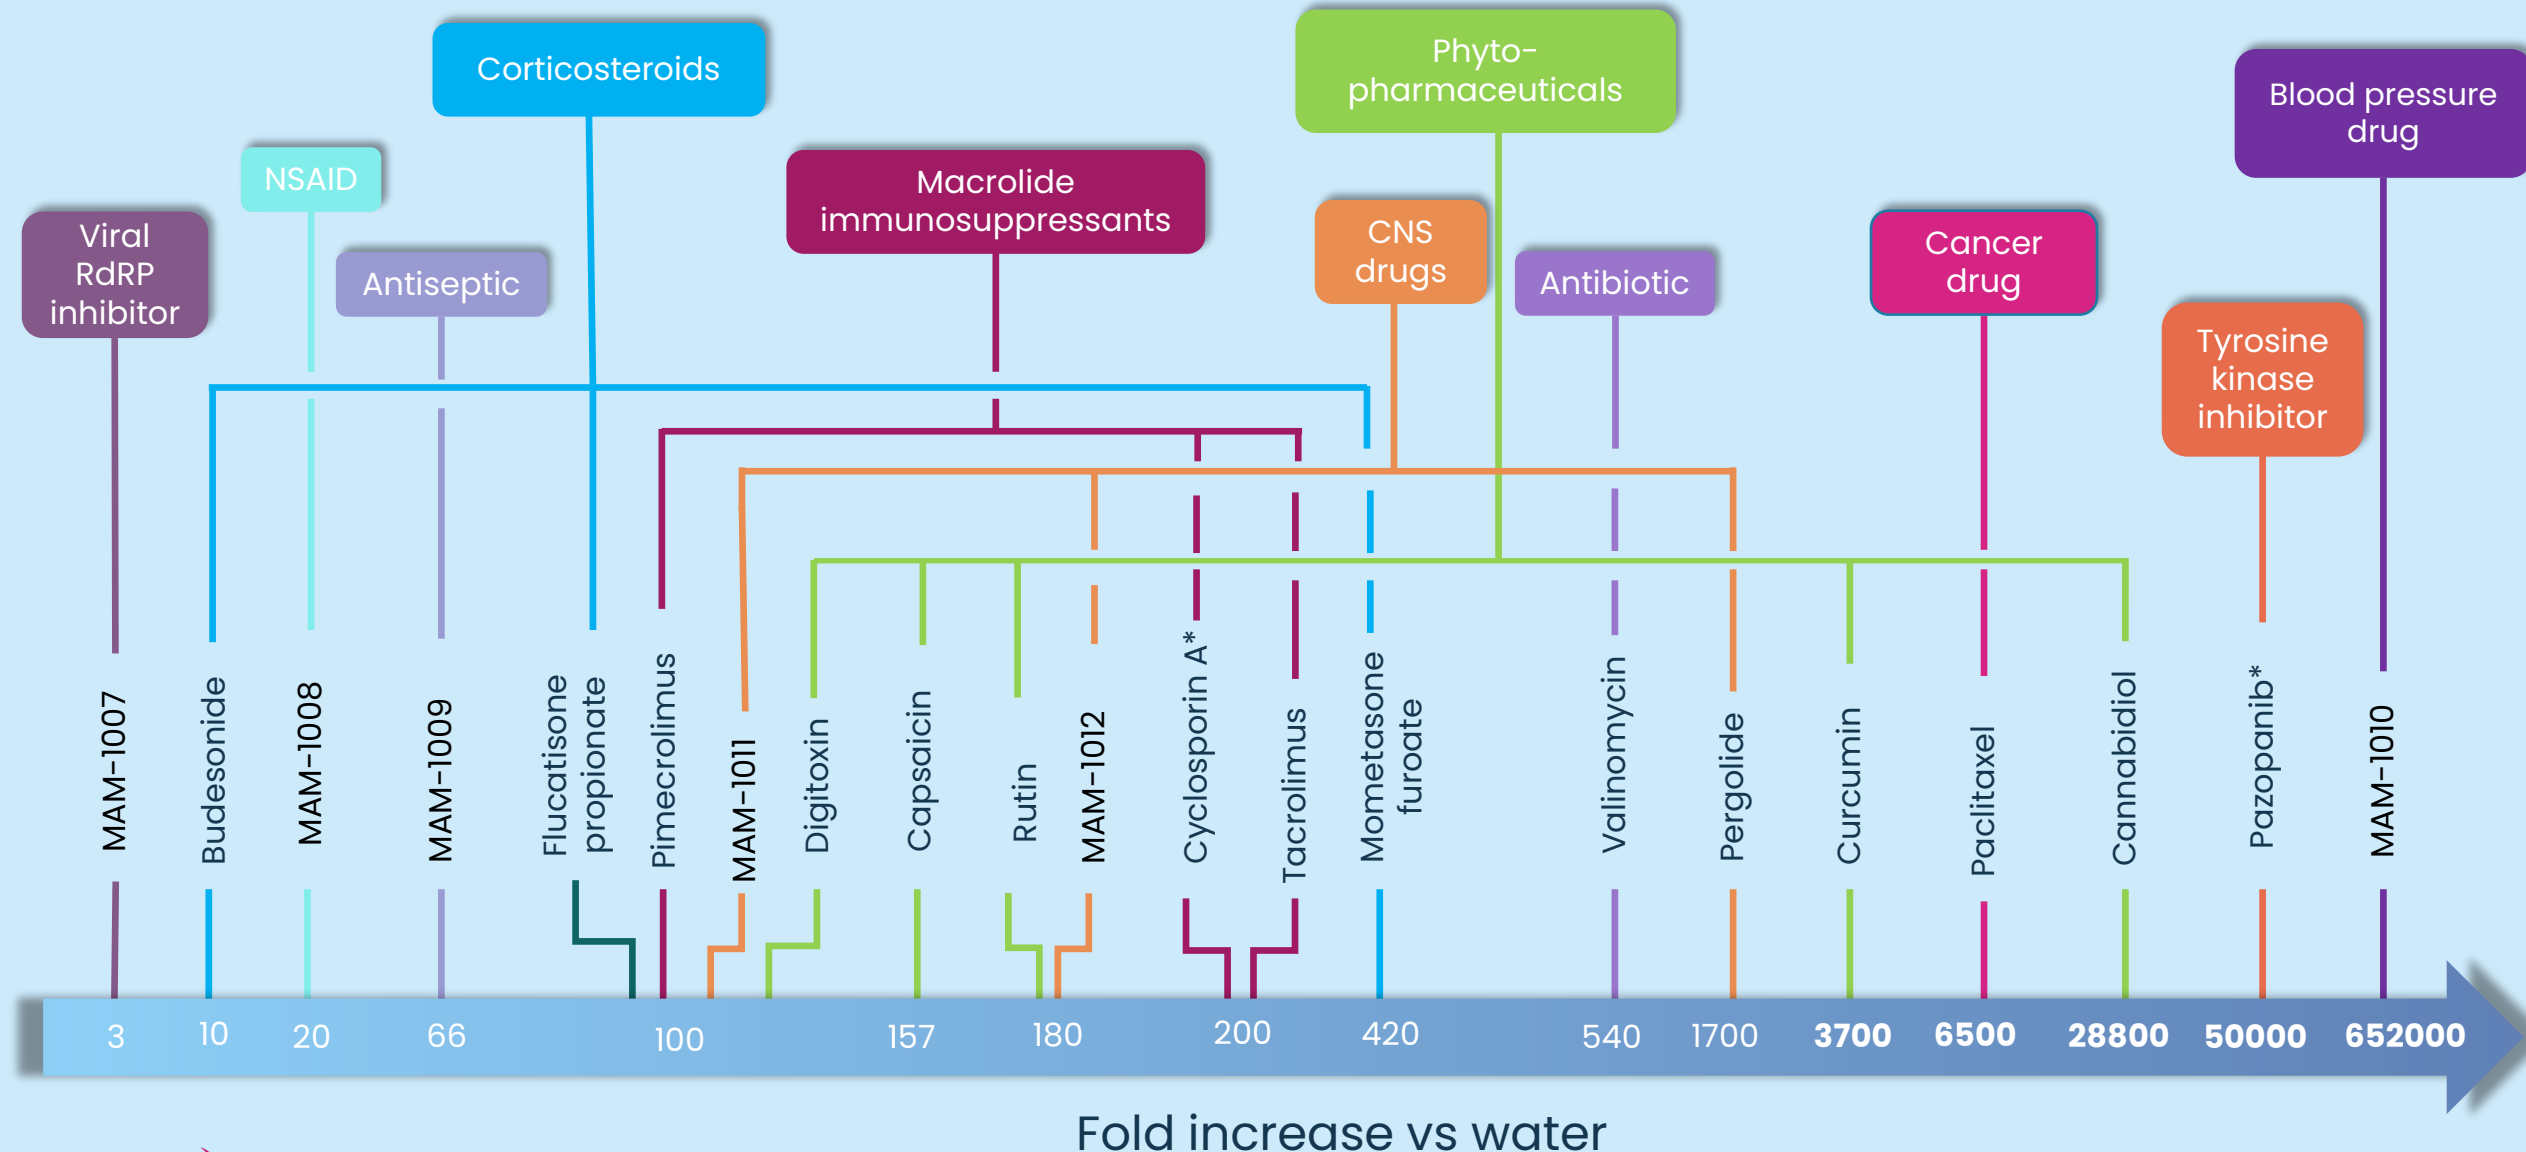 Corticosteroids
Phyto-
pharmaceuticals
Blood pressure
drug
NSAID
Macrolide
immunosuppressants
CNS
drugs
Viral
RdRP
inhibitor
Antiseptic
Antibiotic
Cancer
drug
Tyrosine
kinase
inhibitor
MAM-1007
Budesonide
MAM-1008
MAM-1009
Flucatisone
propionate
Pimecrolimus
MAM-1011
Digitoxin
Capsaicin
Rutin
MAM-1012
Cyclosporin A*
Tacrolimus
Mometasone
furoate
Valinomycin
Pergolide
Curcumin
Paclitaxel
Cannabidiol
Pazopanib*
MAM-1010
3
10
20
66
100
157
180
200
420
540
1700
3700
6500
28800
50000
652000
Fold increase vs water